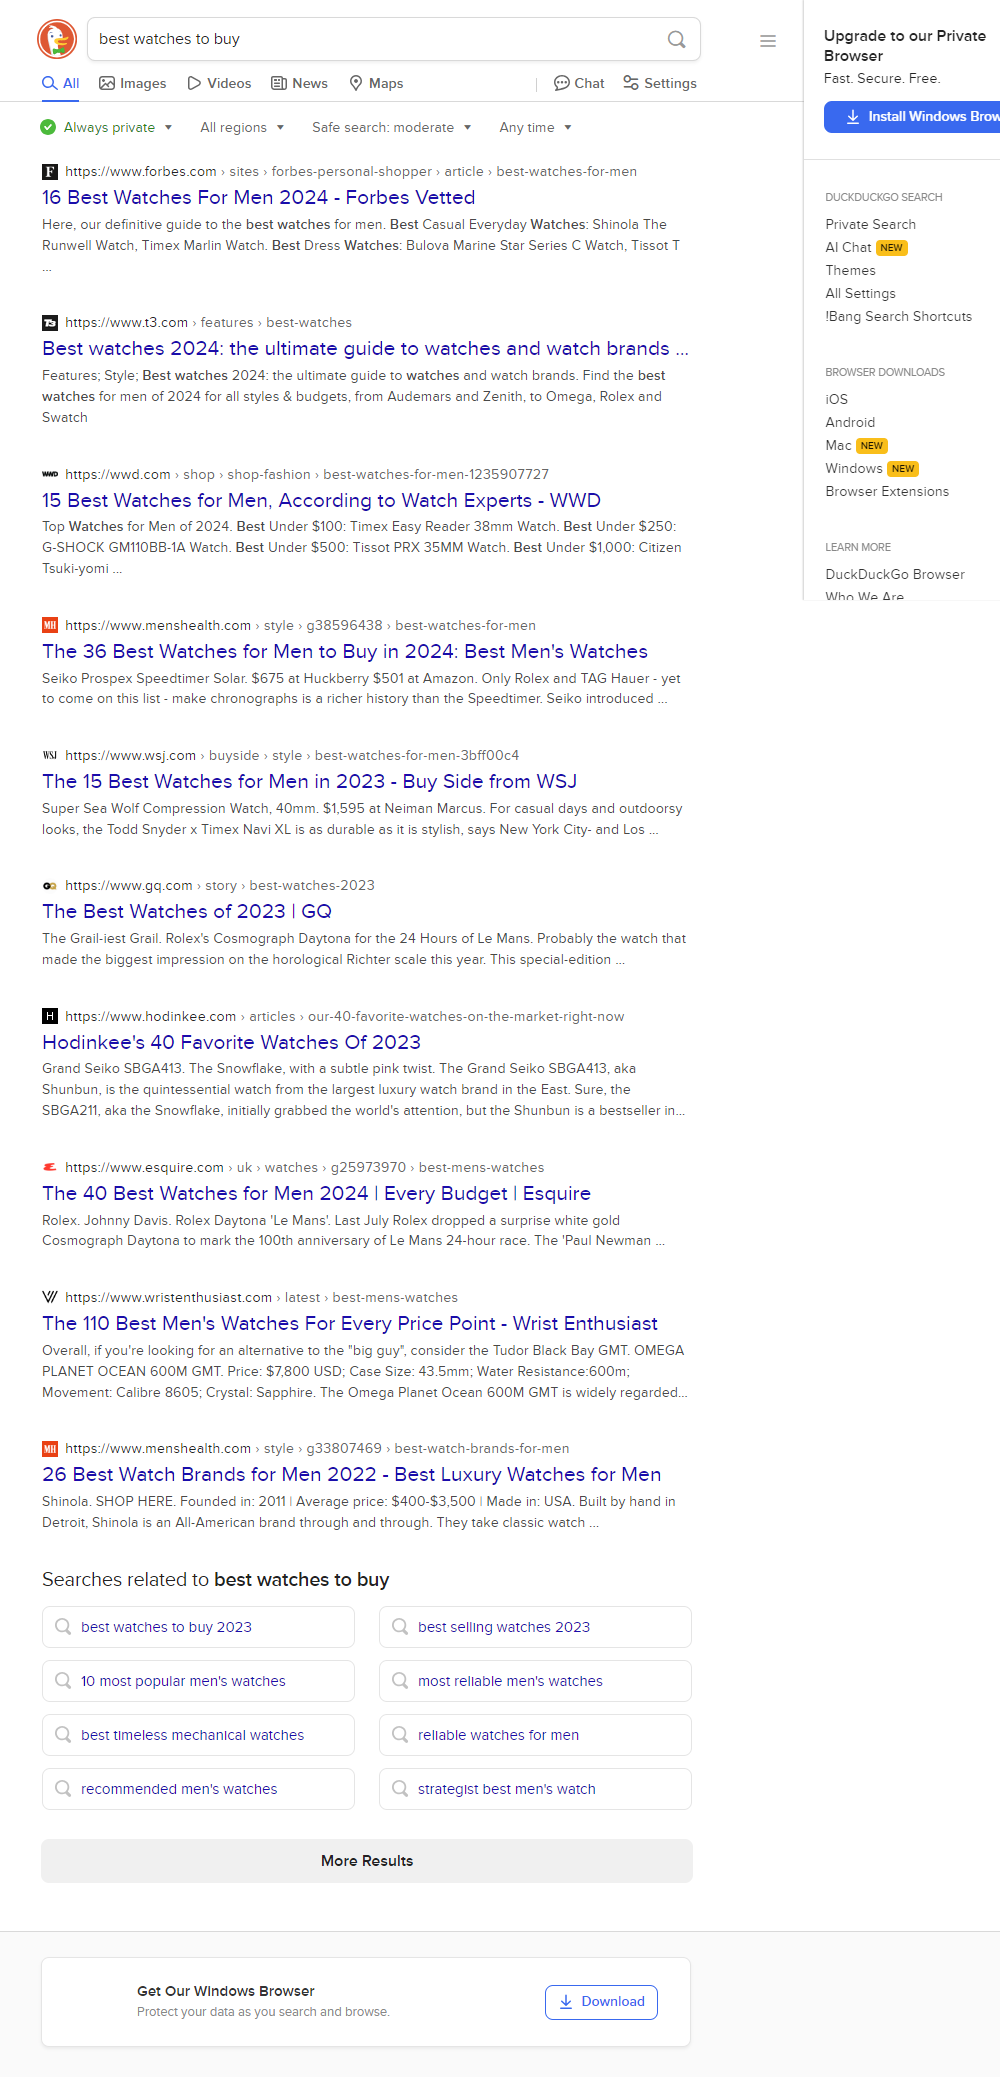 best watches to buy
All Images Videos News Maps Chat Settings
Always private All regions Safe search: moderate Any time
https://www.forbes.com › sites › forbes-personal-shopper › article › best-watches-for-men
16 Best Watches For Men 2024 - Forbes Vetted
Here, our definitive guide to the best watches for men. Best Casual Everyday Watches: Shinola The
Runwell Watch, Timex Marlin Watch. Best Dress Watches: Bulova Marine Star Series C Watch, Tissot T
...
https://www.t3.com › features › best-watches
Best watches 2024: the ultimate guide to watches and watch brands ...
Features; Style; Best watches 2024: the ultimate guide to watches and watch brands. Find the best
watches for men of 2024 for all styles & budgets, from Audemars and Zenith, to Omega, Rolex and
Swatch
https://wwd.com › shop › shop-fashion › best-watches-for-men-1235907727
15 Best Watches for Men, According to Watch Experts - WWD
Top Watches for Men of 2024. Best Under $100: Timex Easy Reader 38mm Watch. Best Under $250:
G-SHOCK GM110BB-1A Watch. Best Under $500: Tissot PRX 35MM Watch. Best Under $1,000: Citizen
Tsuki-yomi ...
https://www.menshealth.com › style › g38596438 › best-watches-for-men
The 36 Best Watches for Men to Buy in 2024: Best Men's Watches
Seiko Prospex Speedtimer Solar. $675 at Huckberry $501 at Amazon. Only Rolex and TAG Hauer - yet
to come on this list - make chronographs is a richer history than the Speedtimer. Seiko introduced ...
https://www.wsj.com › buyside › style › best-watches-for-men-3bff00c4
The 15 Best Watches for Men in 2023 - Buy Side from WSJ
Super Sea Wolf Compression Watch, 40mm. $1,595 at Neiman Marcus. For casual days and outdoorsy
looks, the Todd Snyder x Timex Navi XL is as durable as it is stylish, says New York City- and Los ...
https://www.gq.com › story › best-watches-2023
The Best Watches of 2023 | GQ
The Grail-iest Grail. Rolex's Cosmograph Daytona for the 24 Hours of Le Mans. Probably the watch that
made the biggest impression on the horological Richter scale this year. This special-edition ...
https://www.hodinkee.com › articles › our-40-favorite-watches-on-the-market-right-now
Hodinkee's 40 Favorite Watches Of 2023
Grand Seiko SBGA413. The Snowflake, with a subtle pink twist. The Grand Seiko SBGA413, aka
Shunbun, is the quintessential watch from the largest luxury watch brand in the East. Sure, the
SBGA211, aka the Snowflake, initially grabbed the world's attention, but the Shunbun is a bestseller in...
https://www.esquire.com › uk › watches › g25973970 › best-mens-watches
The 40 Best Watches for Men 2024 | Every Budget | Esquire
Rolex. Johnny Davis. Rolex Daytona 'Le Mans'. Last July Rolex dropped a surprise white gold
Cosmograph Daytona to mark the 100th anniversary of Le Mans 24-hour race. The 'Paul Newman ...
https://www.wristenthusiast.com › latest › best-mens-watches
The 110 Best Men's Watches For Every Price Point - Wrist Enthusiast
Overall, if you're looking for an alternative to the "big guy", consider the Tudor Black Bay GMT. OMEGA
PLANET OCEAN 600M GMT. Price: $7,800 USD; Case Size: 43.5mm; Water Resistance:600m;
Movement: Calibre 8605; Crystal: Sapphire. The Omega Planet Ocean 600M GMT is widely regarded...
https://www.menshealth.com › style › g33807469 › best-watch-brands-for-men
26 Best Watch Brands for Men 2022 - Best Luxury Watches for Men
Shinola. SHOP HERE. Founded in: 2011 | Average price: $400-$3,500 | Made in: USA. Built by hand in
Detroit, Shinola is an All-American brand through and through. They take classic watch ...
Searches related to best watches to buy
best watches to buy 2023
best selling watches 2023
10 most popular men's watches
most reliable men's watches
best timeless mechanical watches
reliable watches for men
recommended men's watches
strategist best men's watch
More Results
Get Our Windows Browser
Protect your data as you search and browse.
Download
Upgrade to our Private
Browser
Fast. Secure. Free.
Install Windows Brow
DUCKDUCKGO SEARCH
Private Search
AI Chat NEW
Themes
All Settings
!Bang Search Shortcuts
BROWSER DOWNLOADS
iOS
Android
Mac NEW
Windows NEW
Browser Extensions
LEARN MORE
DuckDuckGo Browser
Who We Are